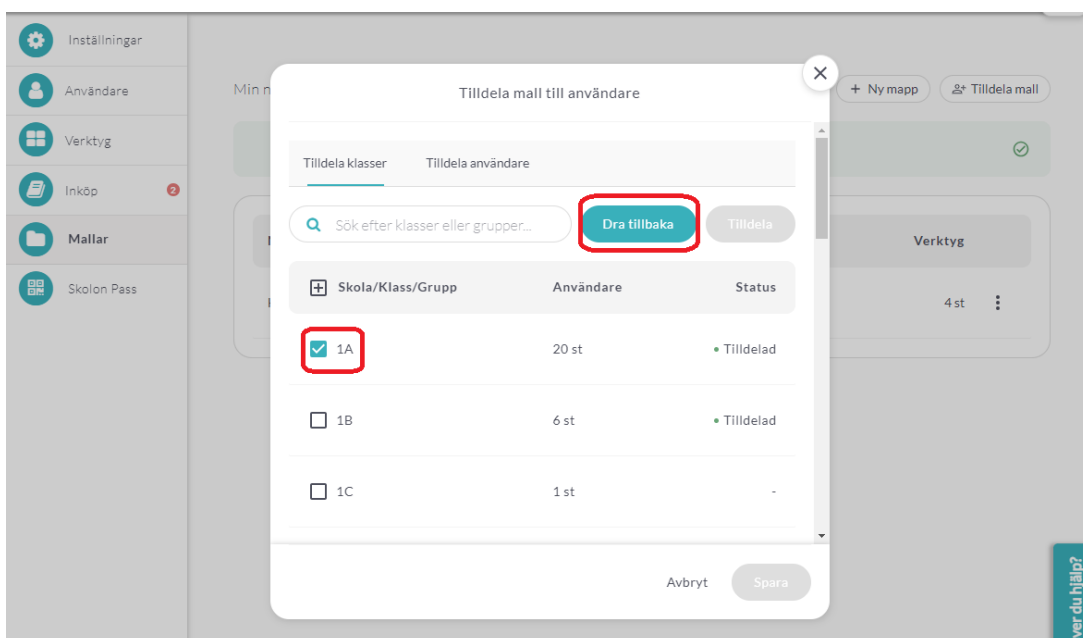 Inställningar
Användare
Verktyg
Inköp 2
Mallar
Skolon Pass
Min n
+ Ny mapp
Tilldela mall
Tilldela mall till användare
Tilldela klasser Tilldela användare
Sök efter klasser eller grupper...
Dra tillbaka
Tilldela
Skola/Klass/Grupp Användare Status
1A 20 st • Tilldelad
1B 6 st • Tilldelad
1C 1 st -
Avbryt Spara
Verktyg
4 st
ver du hjälp?